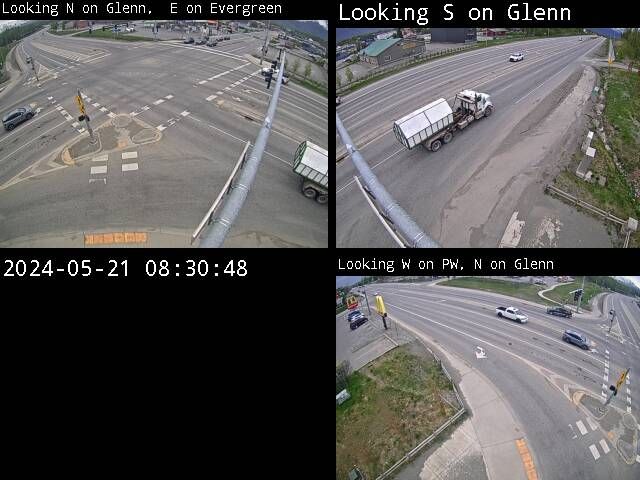 Looking N on Glenn,  E on Evergreen
Looking S on Glenn
2024-05-21 08:30:48
Looking W on PW, N on Glenn